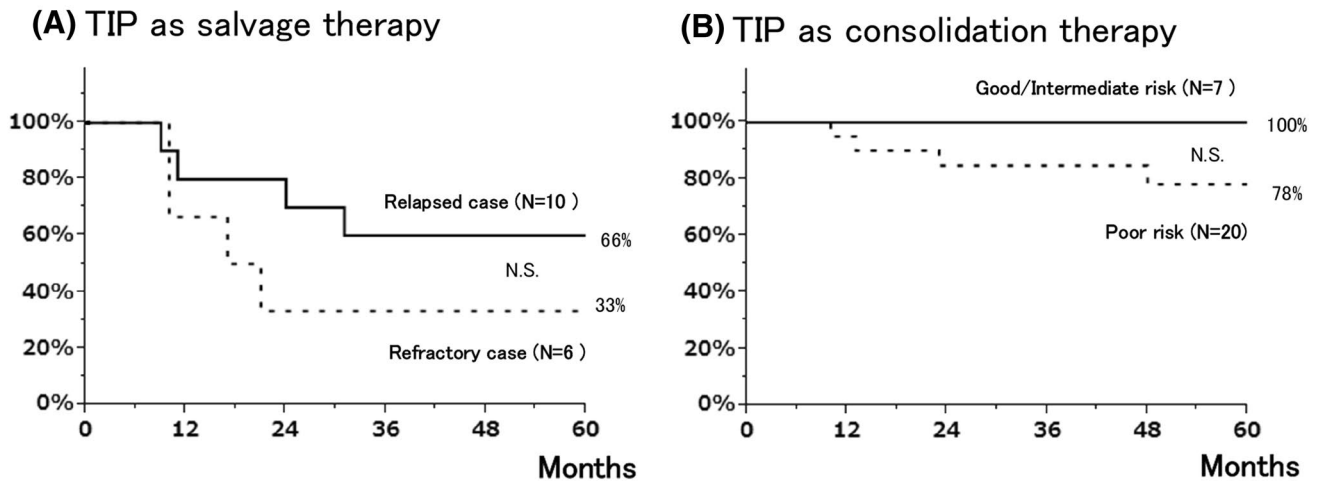 (A) TIP as salvage therapy
100%
80%
60%
40%
20%
0%
0 12 24 36 48 60
Months
Relapsed case (N=10 )
66%
N.S.
33%
Refractory case (N=6 )
(B) TIP as consolidation therapy
100%
80%
60%
40%
20%
0%
0 12 24 36 48 60
Months
Good/Intermediate risk (N=7 )
100%
N.S.
78%
Poor risk (N=20)